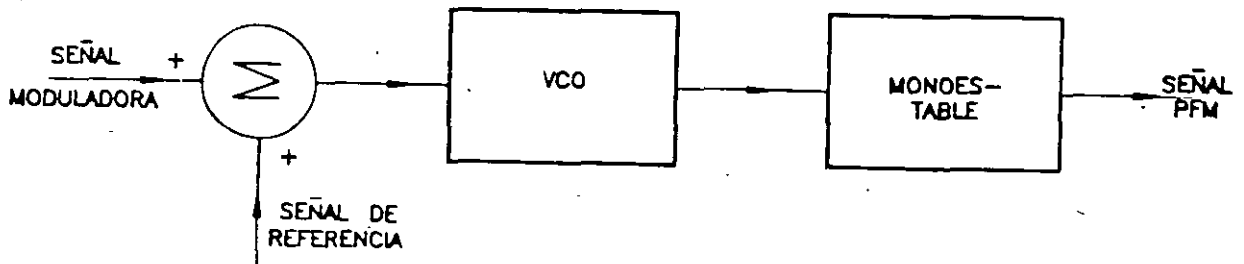 SEÑAL
MODULADORA
+
Σ
+
SEÑAL DE
REFERENCIA
VCO
MONOES-
TABLE
SEÑAL
PFM